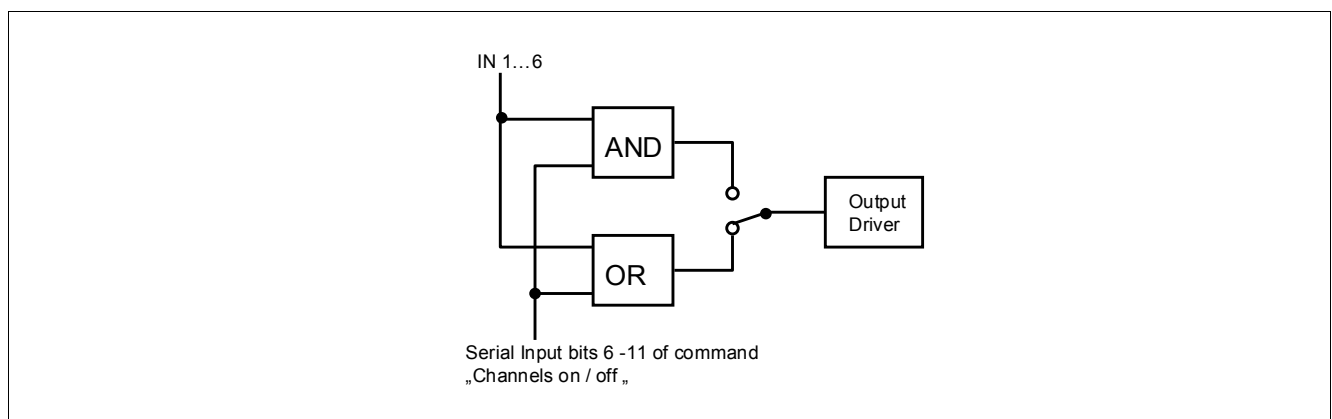 IN 1…6
AND
OR
Output
Driver
Serial Input bits 6 -11 of command
„Channels on / off „